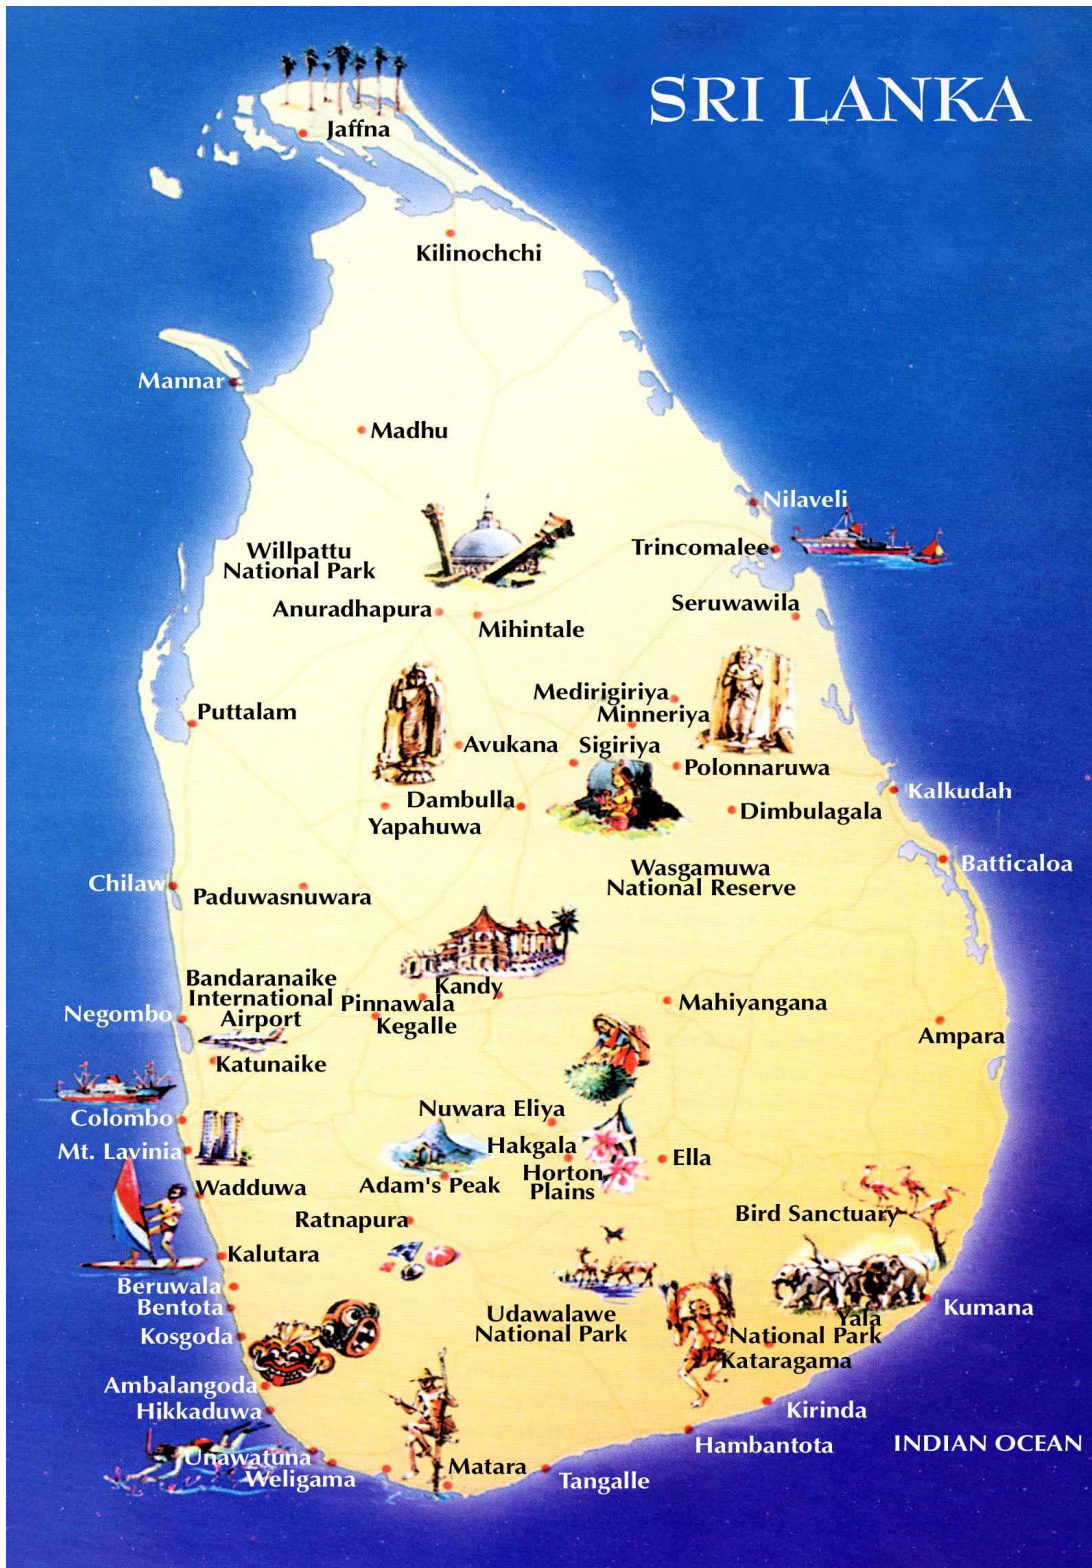 SRI LANKA
Jaffna
Kilinochchi
Mannar
Madhu
Nilaveli
Willpattu
National Park
Trincomalee
Anuradhapura
Mihintale
Seruwawila
Medirigiriya
Minneriya
Puttalam
Avukana
Sigiriya
Polonnaruwa
Dambulla
Yapahuwa
Dimbulagala
Kalkudah
Wasgamuwa
National Reserve
Batticaloa
Chilaw
Paduwasnuwara
Bandaranaike
International
Airport
Kandy
Pinnawala
Kegalle
Mahiyangana
Negombo
Ampara
Katunaike
Colombo
Nuwara Eliya
Mt. Lavinia
Hakgala
Horton
Plains
Ella
Wadduwa
Adam's Peak
Ratnapura
Bird Sanctuary
Kalutara
Beruwala
Bentota
Kosgoda
Udawalawe
National Park
Yala
National Park
Kataragama
Kumana
Ambalangoda
Hikkaduwa
Kirinda
Hambantota
INDIAN OCEAN
Unawatuna
Weligama
Matara
Tangalle